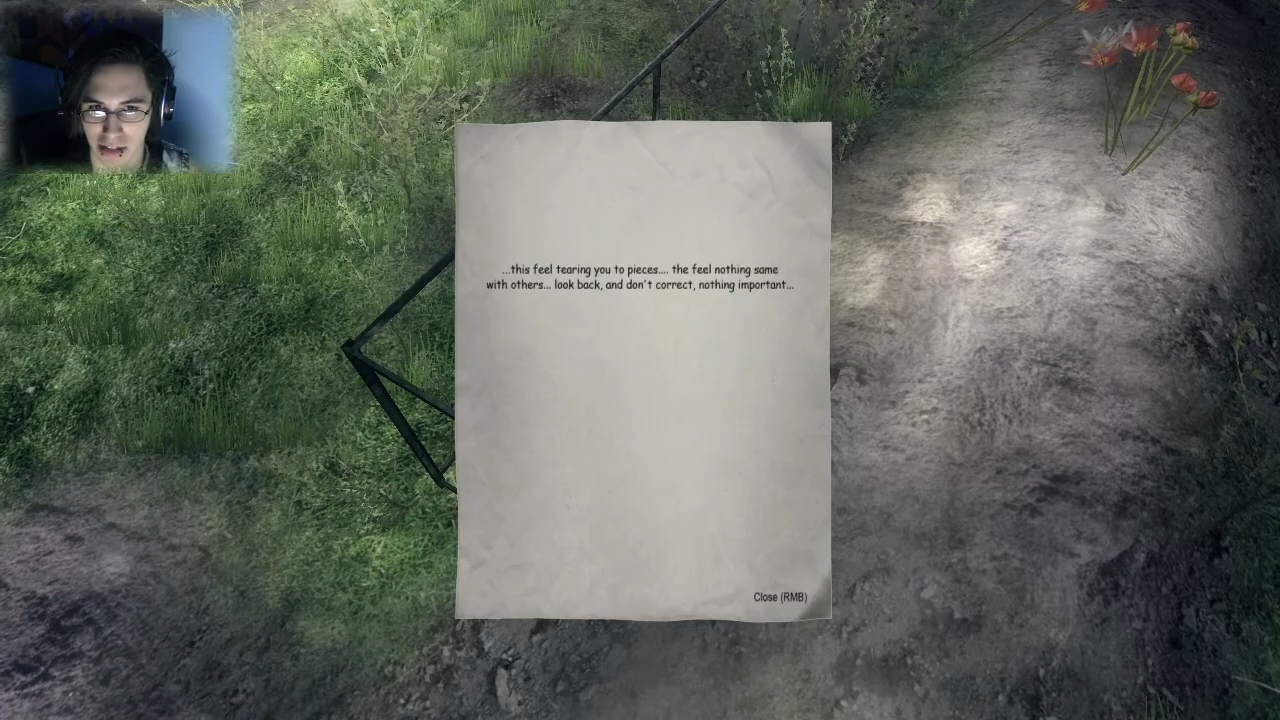 ...this feel tearing you to pieces.... the feel nothing same
with others... look back, and don't correct, nothing important...
Close (RMB)